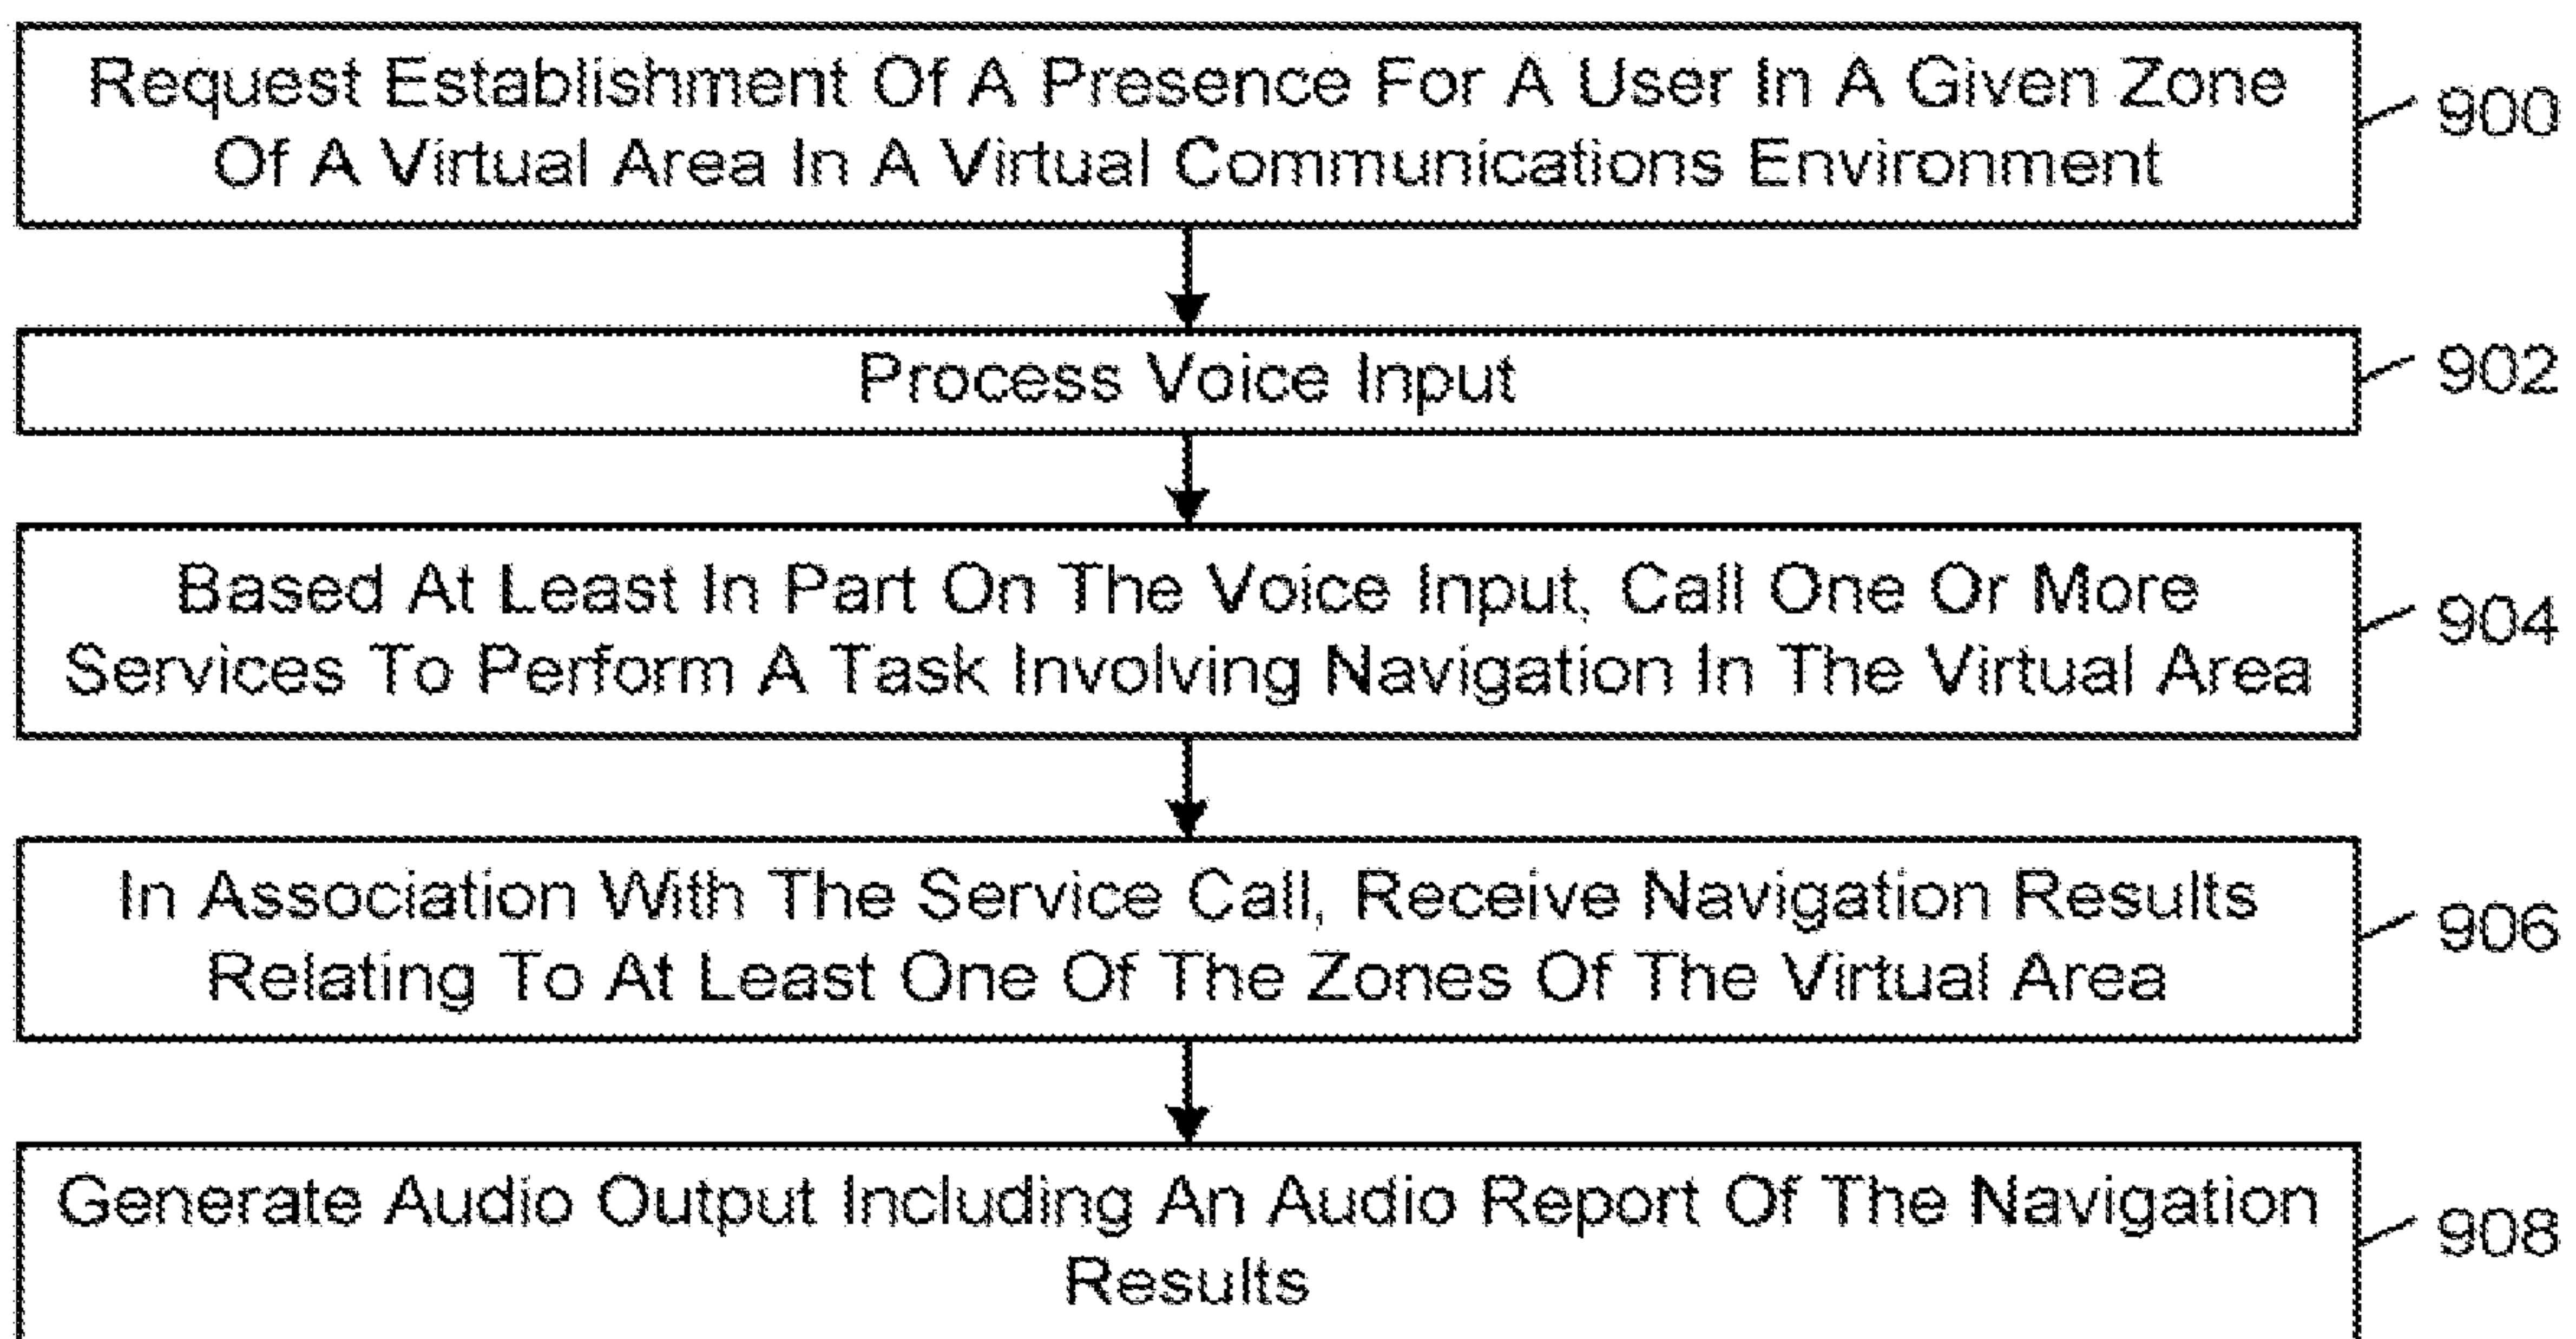 Request Establishment Of A Presence For A User In A Given Zone
Of A Virtual Area In A Virtual Communications Environment
900
Process Voice Input
902
Based At Least In Part On The Voice Input, Call One Or More
Services To Perform A Task Involving Navigation In The Virtual Area
904
In Association With The Service Call, Receive Navigation Results
Relating To At Least One Of The Zones Of The Virtual Area
906
Generate Audio Output Including An Audio Report Of The Navigation
Results
908